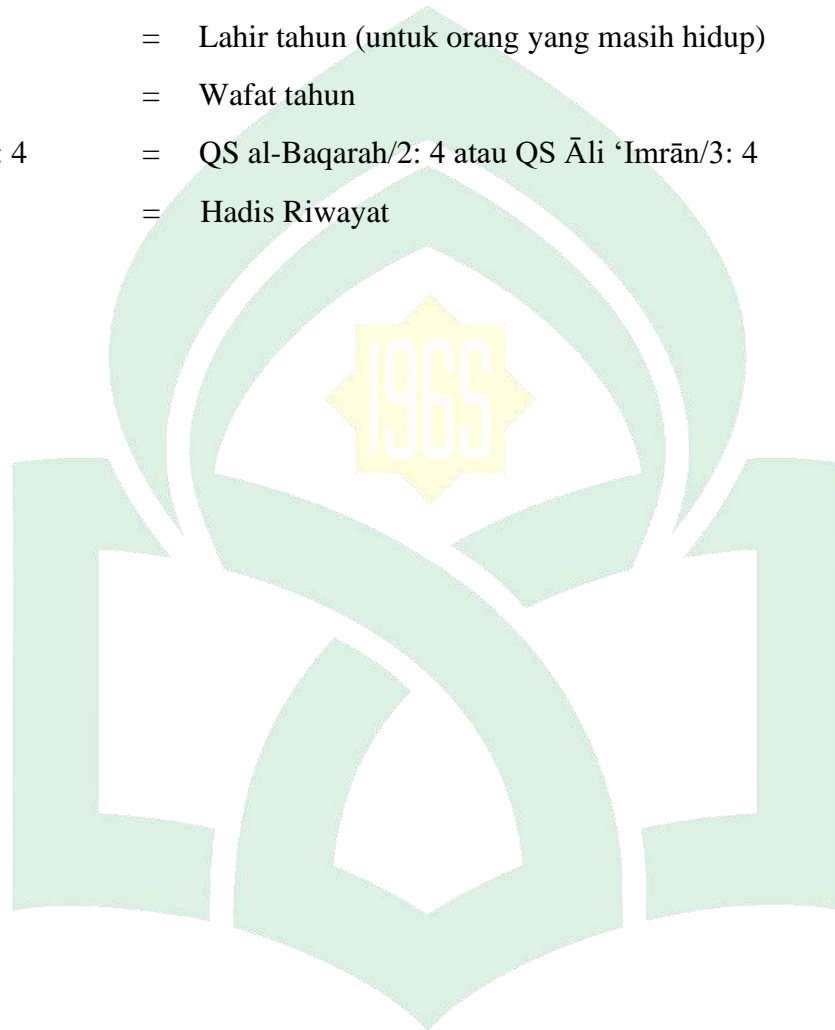 = Lahir tahun (untuk orang yang masih hidup)
= Wafat tahun
: 4 = QS al-Baqarah/2: 4 atau QS Āli ‘Imrān/3: 4
= Hadis Riwayat
1965